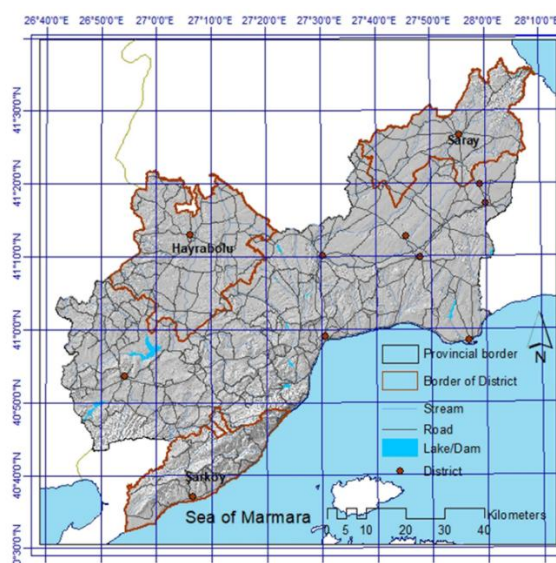 26°40'0"E 26°50'0"E 27°0'0"E 27°10'0"E 27°20'0"E 27°30'0"E 27°40'0"E 27°50'0"E 28°0'0"E 28°10'0"E
41°30'0"N
Saray
41°20'0"N
Hayrabolu
41°10'0"N
41°0'0"N
N
Provincial border
Border of District
Stream
Road
Lake/Dam
District
40°50'0"N
40°40'0"N
Şarköy
Sea of Marmara
Kilometers
0 5 10 20 30 40
40°30'0"N